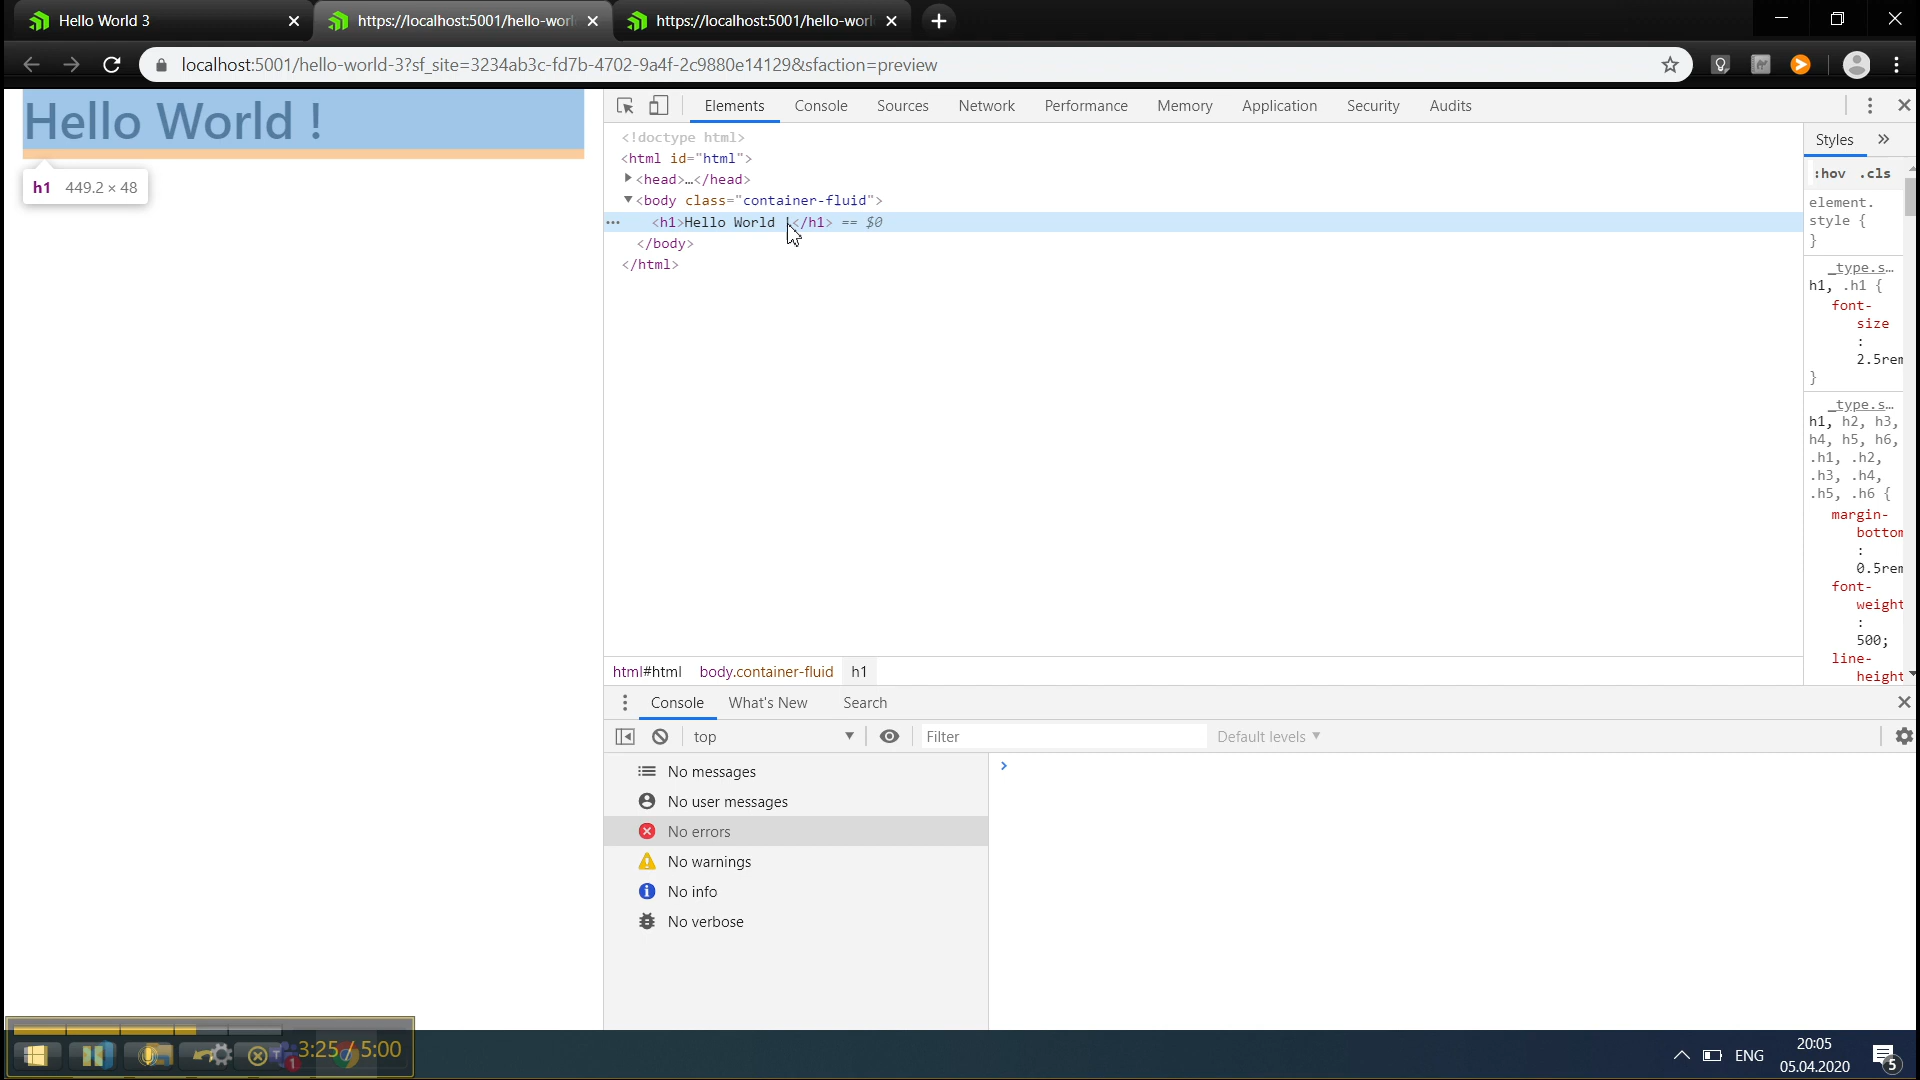 Hello World 3
https://localhost:5001/hello-worl
https://localhost:5001/hello-worl
localhost:5001/hello-world-3?sf_site=3234ab3c-fd7b-4702-9a4f-2c9880e14129&sfaction=preview
Hello World !
h1 449.2 × 48
Elements Console Sources Network Performance Memory Application Security Audits
<!doctype html>
<html id="html">
<head>…</head>
<body class="container-fluid">
<h1>Hello World !</h1> == $0
</body>
</html>
Styles »
:hov .cls
element.
style {
}
_type.s…
h1, .h1 {
font-
size
:
2.5rem
}
_type.s…
h1, h2, h3,
h4, h5, h6,
.h1, .h2,
.h3, .h4,
.h5, .h6 {
margin-
bottom
:
0.5rem
font-
weight
:
500;
line-
height
html#html body.container-fluid h1
Console What's New Search
top Filter Default levels ▼
No messages
No user messages
No errors
No warnings
No info
No verbose
3:25 / 5:00
1
ENG
20:05
05.04.2020
5